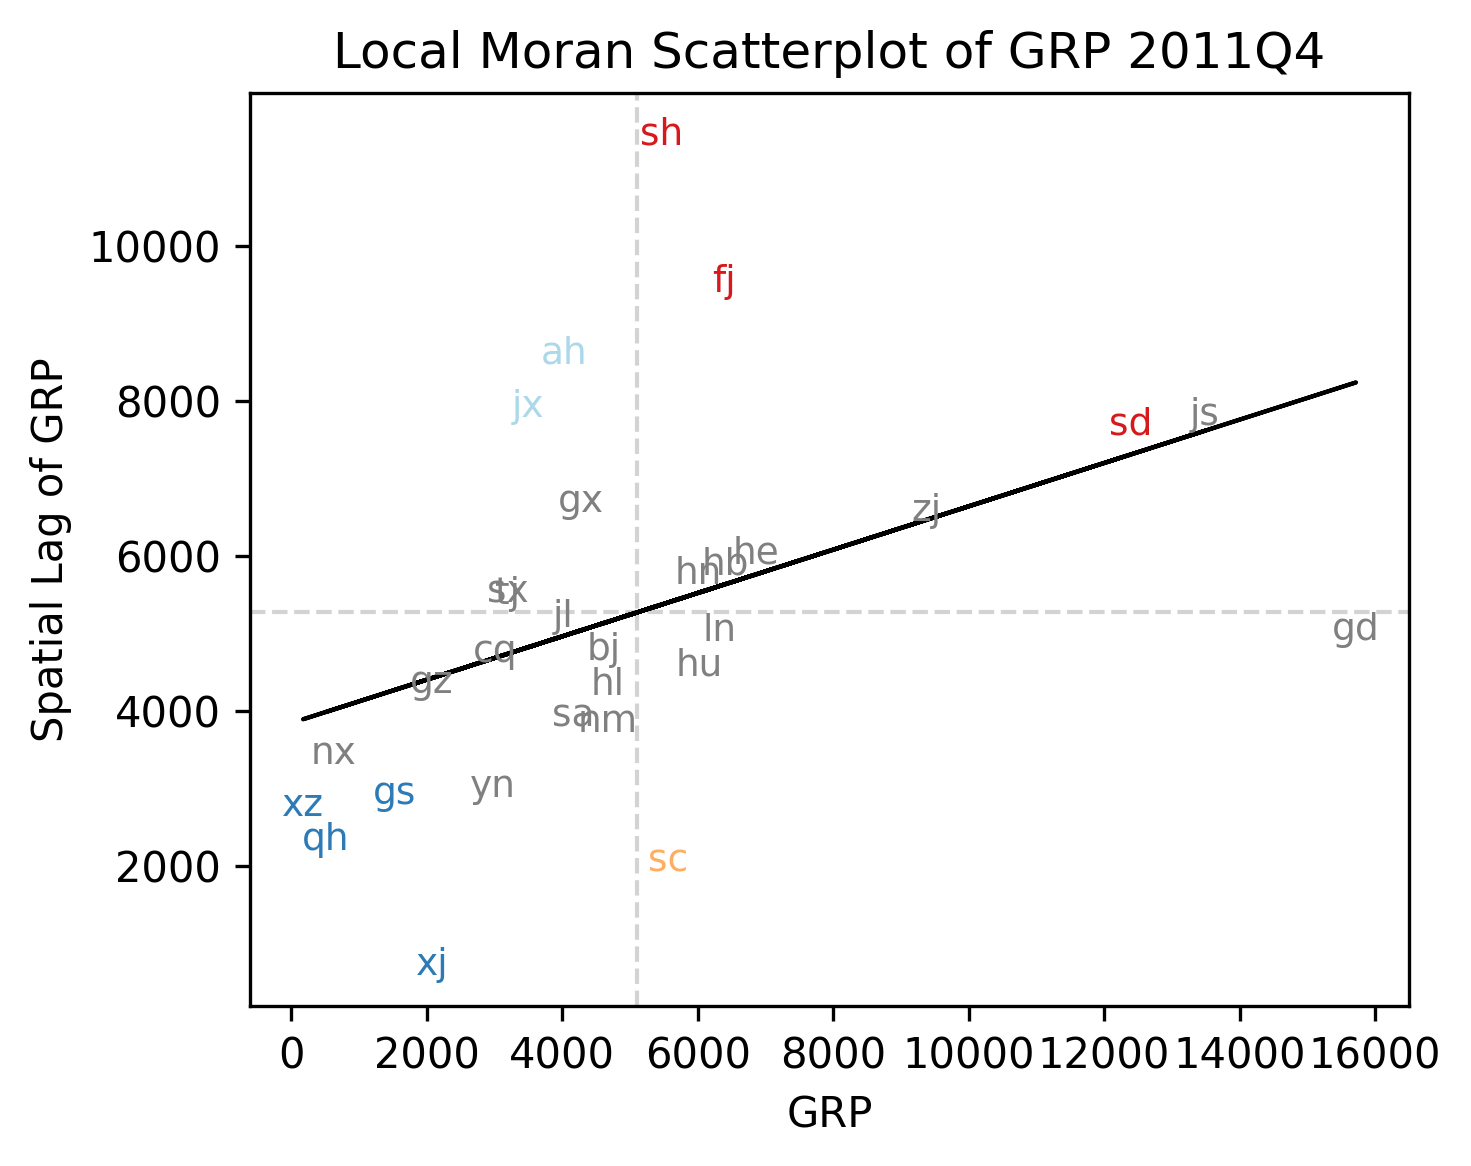 Local Moran Scatterplot of GRP 2011Q4
sh
10000
fj
ah
8000
jx
sd
js
gx
zj
6000
he
hb
hn
sx
tj
jl
ln
gd
bj
cq
hu
gz
hl
4000
sa
nm
nx
yn
gs
xz
qh
2000
sc
xj
0 2000 4000 6000 8000 10000 12000 14000 16000
GRP
Spatial Lag of GRP